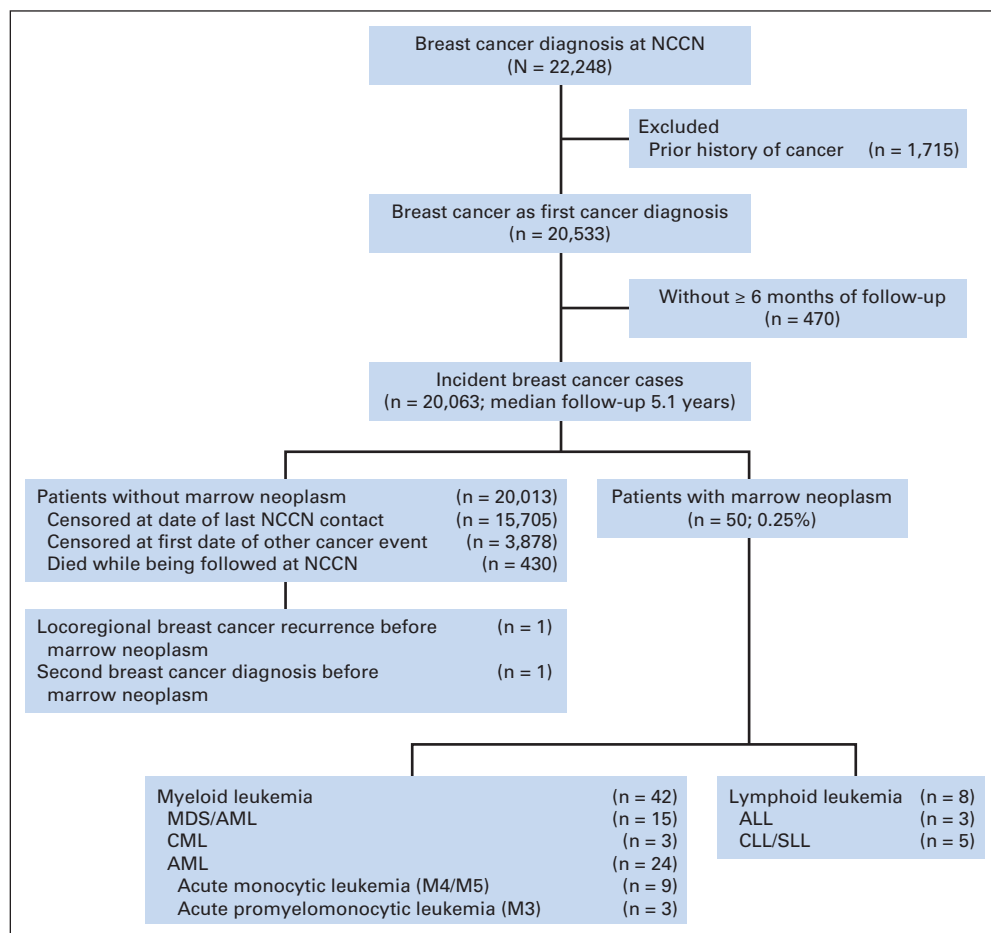 Breast cancer diagnosis at NCCN
(N = 22,248)
Excluded
Prior history of cancer (n = 1,715)
Breast cancer as first cancer diagnosis
(n = 20,533)
Without ≥ 6 months of follow-up
(n = 470)
Incident breast cancer cases
(n = 20,063; median follow-up 5.1 years)
Patients without marrow neoplasm (n = 20,013)
Censored at date of last NCCN contact (n = 15,705)
Censored at first date of other cancer event (n = 3,878)
Died while being followed at NCCN (n = 430)
Patients with marrow neoplasm
(n = 50; 0.25%)
Locoregional breast cancer recurrence before (n = 1)
marrow neoplasm
Second breast cancer diagnosis before (n = 1)
marrow neoplasm
Myeloid leukemia (n = 42)
MDS/AML (n = 15)
CML (n = 3)
AML (n = 24)
Acute monocytic leukemia (M4/M5) (n = 9)
Acute promyelomonocytic leukemia (M3) (n = 3)
Lymphoid leukemia (n = 8)
ALL (n = 3)
CLL/SLL (n = 5)